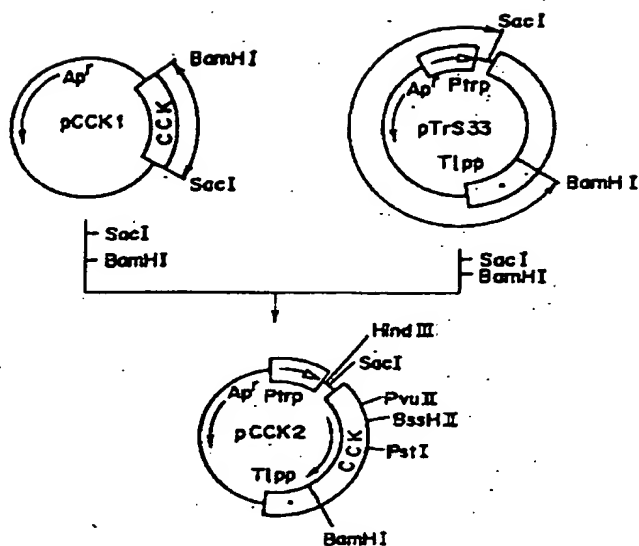 BamHI
Apr
pCCK1
CCK
SacI
SacI
Apr
Ptrp
pTrS33
Tlpp
BamHI
SacI
BamHI
SacI
BamHI
HindIII
SacI
Apr
Ptrp
PvuII
BssHII
pCCK2
CCK
PstI
Tlpp
BamHI